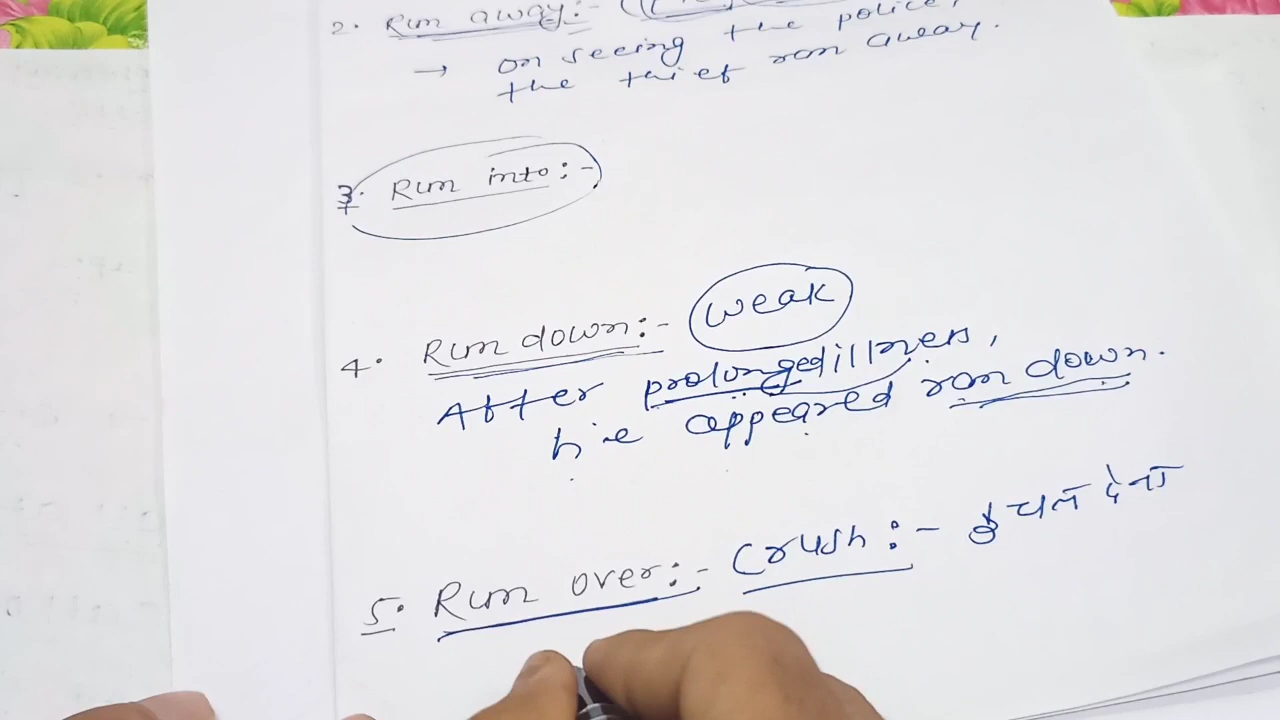 2. Run away:-
→ on seeing the police,
the thief ran away.
3. Run into:-
4. Run down:- weak
After prolonged illness,
he appeared ran down.
5. Run over:- Crush:- कुचल देना